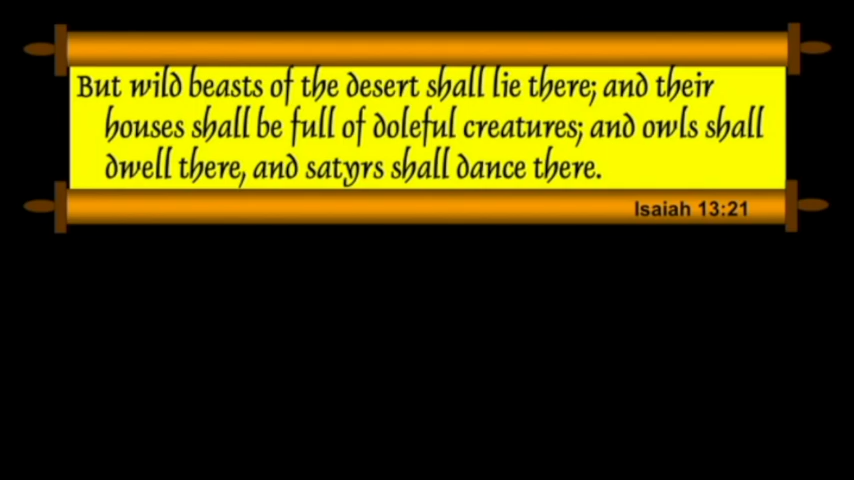 But wild beasts of the desert shall lie there; and their
houses shall be full of doleful creatures; and owls shall
dwell there, and satyrs shall dance there.
Isaiah 13:21